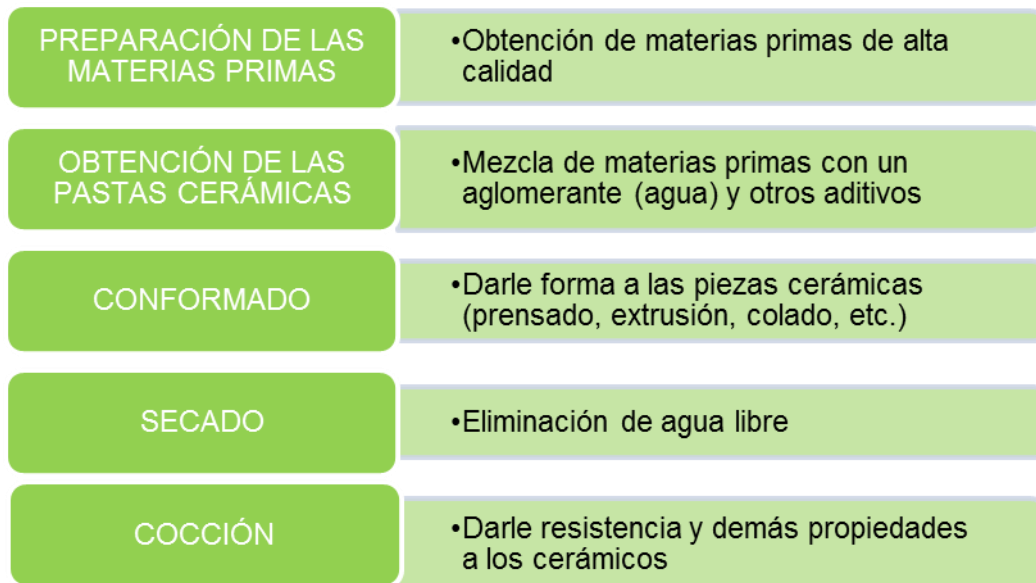 PREPARACIÓN DE LAS
MATERIAS PRIMAS
•Obtención de materias primas de alta
calidad
OBTENCIÓN DE LAS
PASTAS CERÁMICAS
•Mezcla de materias primas con un
aglomerante (agua) y otros aditivos
CONFORMADO
•Darle forma a las piezas cerámicas
(prensado, extrusión, colado, etc.)
SECADO
•Eliminación de agua libre
COCCIÓN
•Darle resistencia y demás propiedades
a los cerámicos